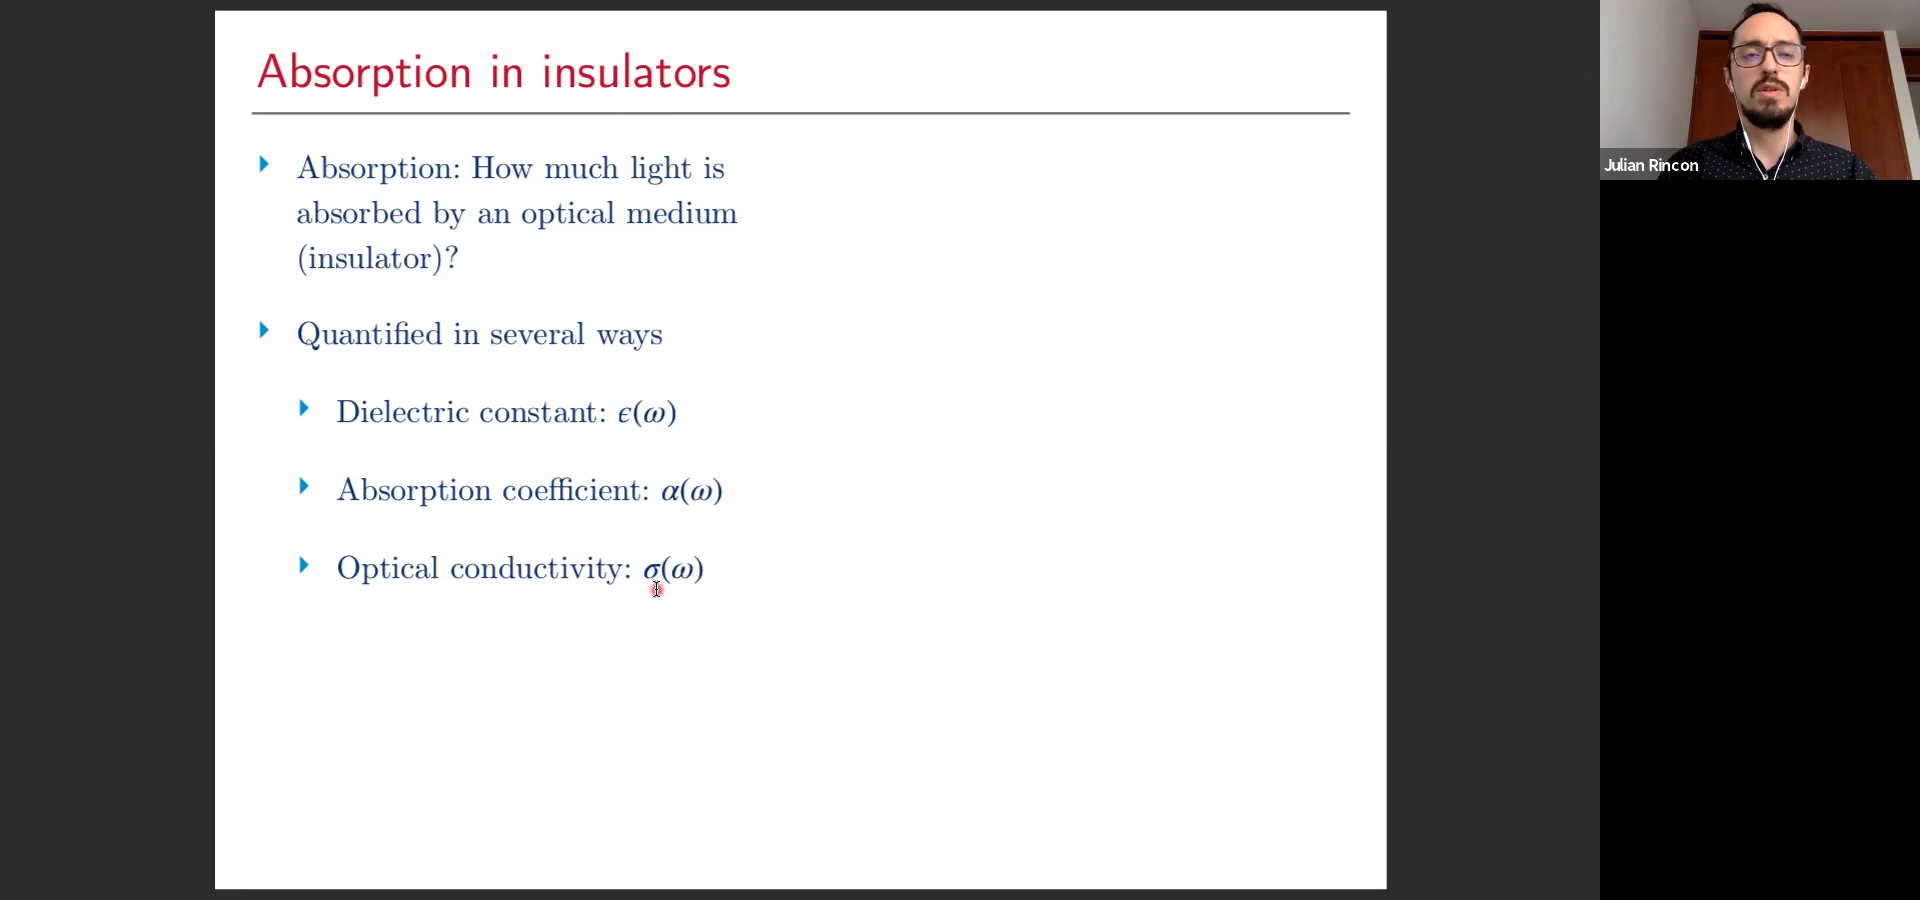 Absorption in insulators
Absorption: How much light is
absorbed by an optical medium
(insulator)?
Quantified in several ways
Dielectric constant: ϵ(ω)
Absorption coefficient: α(ω)
Optical conductivity: σ(ω)
Julian Rincon